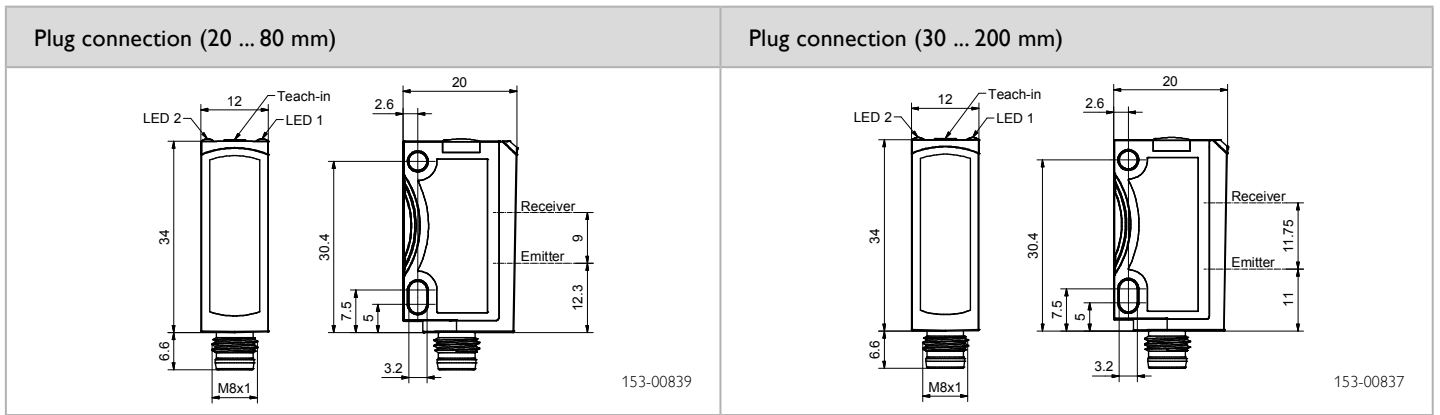 Plug connection (20 ... 80 mm)
Plug connection (30 ... 200 mm)
20
12
Teach-in
2.6
LED 2
LED 1
34
30.4
Receiver
9
Emitter
12.3
7.5
5
6.6
3.2
M8x1
153-00839
20
12
Teach-in
2.6
LED 2
LED 1
34
30.4
Receiver
11.75
Emitter
11
7.5
5
6.6
3.2
M8x1
153-00837